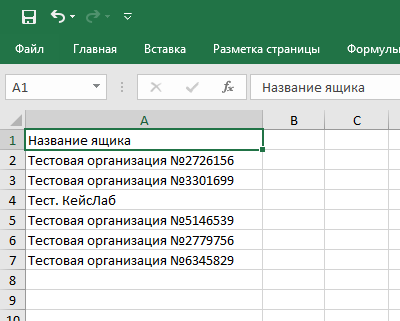 Файл Главная Вставка Разметка страницы Формулы
A1 fx Название ящика
A B C
1 Название ящика
2 Тестовая организация №2726156
3 Тестовая организация №3301699
4 Тест. КейсЛаб
5 Тестовая организация №5146539
6 Тестовая организация №2779756
7 Тестовая организация №6345829
8
9
10